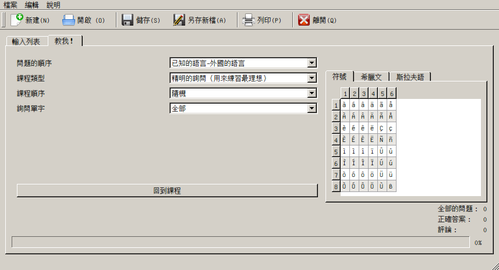 檔案 編輯 說明
新建(N) 開啟 (O) 儲存(S) 另存新檔(A) 列印(P) 離開(Q)
輸入列表 教我!
問題的順序 已知的語言-外國的語言
課程類型 精明的詢問 (用來練習最理想)
課程順序 隨機
詢問單字 全部
回到課程
符號 希臘文 斯拉夫語
1 2 3 4 5 6
1
2
3
4
5
6
7
8
全部的問題: 0
正確答案: 0
評論: 0
0%